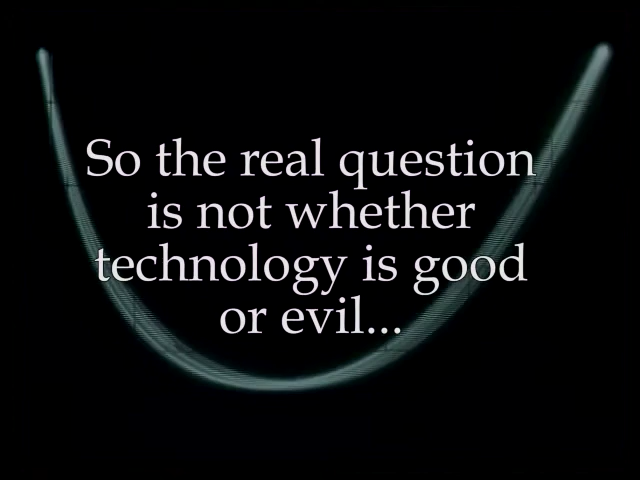 So the real question
is not whether
technology is good
or evil...